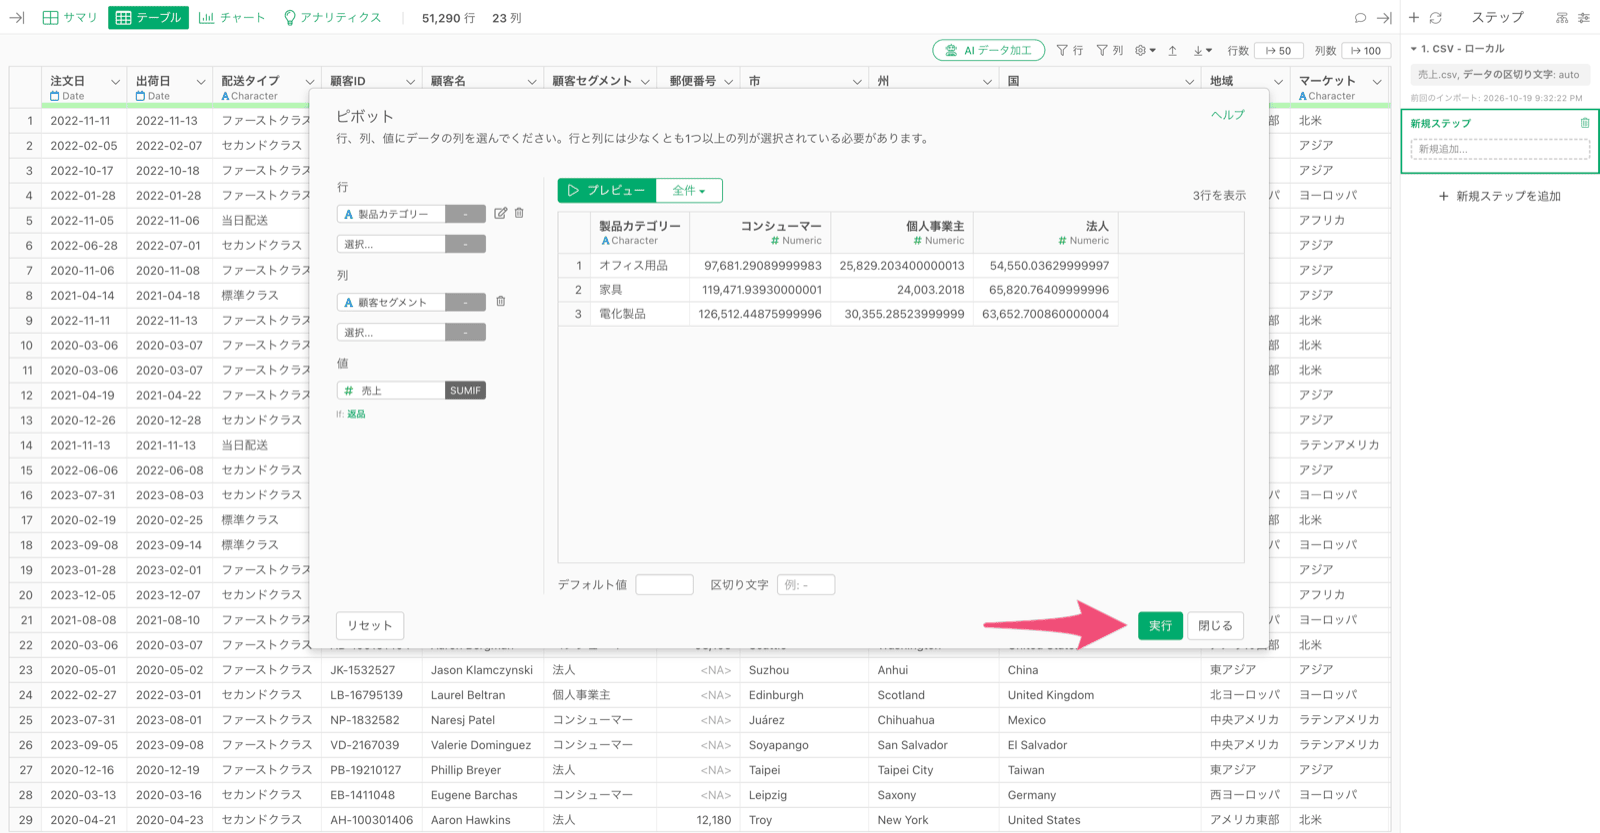 サマリ テーブル チャート アナリティクス 51,290 行 23 列
ステップ
AI データ加工 行 列 行数 50 列数 100
1. CSV - ローカル
売上.csv, データの区切り文字: auto
前回のインポート: 2026-10-19 9:32:22 PM
新規ステップ
新規追加...
新規ステップを追加
注文日 出荷日 配送タイプ 顧客ID 顧客名 顧客セグメント 郵便番号 市 州 国 地域 マーケット
Date Date Character Character
ピボット
ヘルプ
行、列、値にデータの列を選んでください。行と列には少なくとも1つ以上の列が選択されている必要があります。
行
製品カテゴリー -
選択... -
列
顧客セグメント -
選択... -
値
売上 SUMIF
If: 返品
プレビュー 全件
3行を表示
製品カテゴリー コンシューマー 個人事業主 法人
Character Numeric Numeric Numeric
1 オフィス用品 97,681.29089999983 25,829.203400000013 54,550.03629999997
2 家具 119,471.93930000001 24,003.2018 65,820.76409999996
3 電化製品 126,512.44875999996 30,355.28523999999 63,652.700860000004
デフォルト値 区切り文字 例: -
リセット 実行 閉じる
1 2022-11-11 2022-11-13 ファーストクラス 部 北米
2 2022-02-05 2022-02-07 セカンドクラス アジア
3 2022-10-17 2022-10-18 ファーストクラス アジア
4 2022-01-28 2022-01-28 ファーストクラス パ ヨーロッパ
5 2022-11-05 2022-11-06 当日配送 アフリカ
6 2022-06-28 2022-07-01 セカンドクラス アジア
7 2020-11-06 2020-11-08 ファーストクラス アジア
8 2021-04-14 2021-04-18 標準クラス アジア
9 2022-11-11 2022-11-13 ファーストクラス 部 北米
10 2020-03-06 2020-03-07 ファーストクラス 部 北米
11 2020-03-06 2020-03-07 ファーストクラス 部 北米
12 2021-04-19 2021-04-22 ファーストクラス アジア
13 2020-12-26 2020-12-28 セカンドクラス アジア
14 2021-11-13 2021-11-13 当日配送 ラテンアメリカ
15 2022-06-06 2022-06-08 セカンドクラス アジア
16 2023-07-31 2023-08-03 セカンドクラス パ ヨーロッパ
17 2020-02-19 2020-02-25 標準クラス 部 北米
18 2023-09-08 2023-09-14 標準クラス パ ヨーロッパ
19 2023-01-28 2023-02-01 ファーストクラス アジア
20 2023-12-05 2023-12-07 セカンドクラス アフリカ
21 2021-08-08 2021-08-10 ファーストクラス パ ヨーロッパ
22 2020-03-06 2020-03-07 ファーストクラス 北米
23 2020-05-01 2020-05-02 ファーストクラス JK-1532527 Jason Klamczynski 法人 <NA> Suzhou Anhui China 東アジア アジア
24 2022-02-27 2022-03-01 セカンドクラス LB-16795139 Laurel Beltran 個人事業主 <NA> Edinburgh Scotland United Kingdom 北ヨーロッパ ヨーロッパ
25 2023-07-31 2023-08-01 ファーストクラス NP-1832582 Naresj Patel コンシューマー <NA> Juárez Chihuahua Mexico 中央アメリカ ラテンアメリカ
26 2023-09-05 2023-09-08 ファーストクラス VD-2167039 Valerie Dominguez コンシューマー <NA> Soyapango San Salvador El Salvador 中央アメリカ ラテンアメリカ
27 2020-12-16 2020-12-19 ファーストクラス PB-19210127 Phillip Breyer 法人 <NA> Taipei Taipei City Taiwan 東アジア アジア
28 2020-03-13 2020-03-16 セカンドクラス EB-1411048 Eugene Barchas コンシューマー <NA> Leipzig Saxony Germany 西ヨーロッパ ヨーロッパ
29 2020-04-21 2020-04-23 セカンドクラス AH-100301406 Aaron Hawkins 法人 12,180 Troy New York United States アメリカ東部 北米